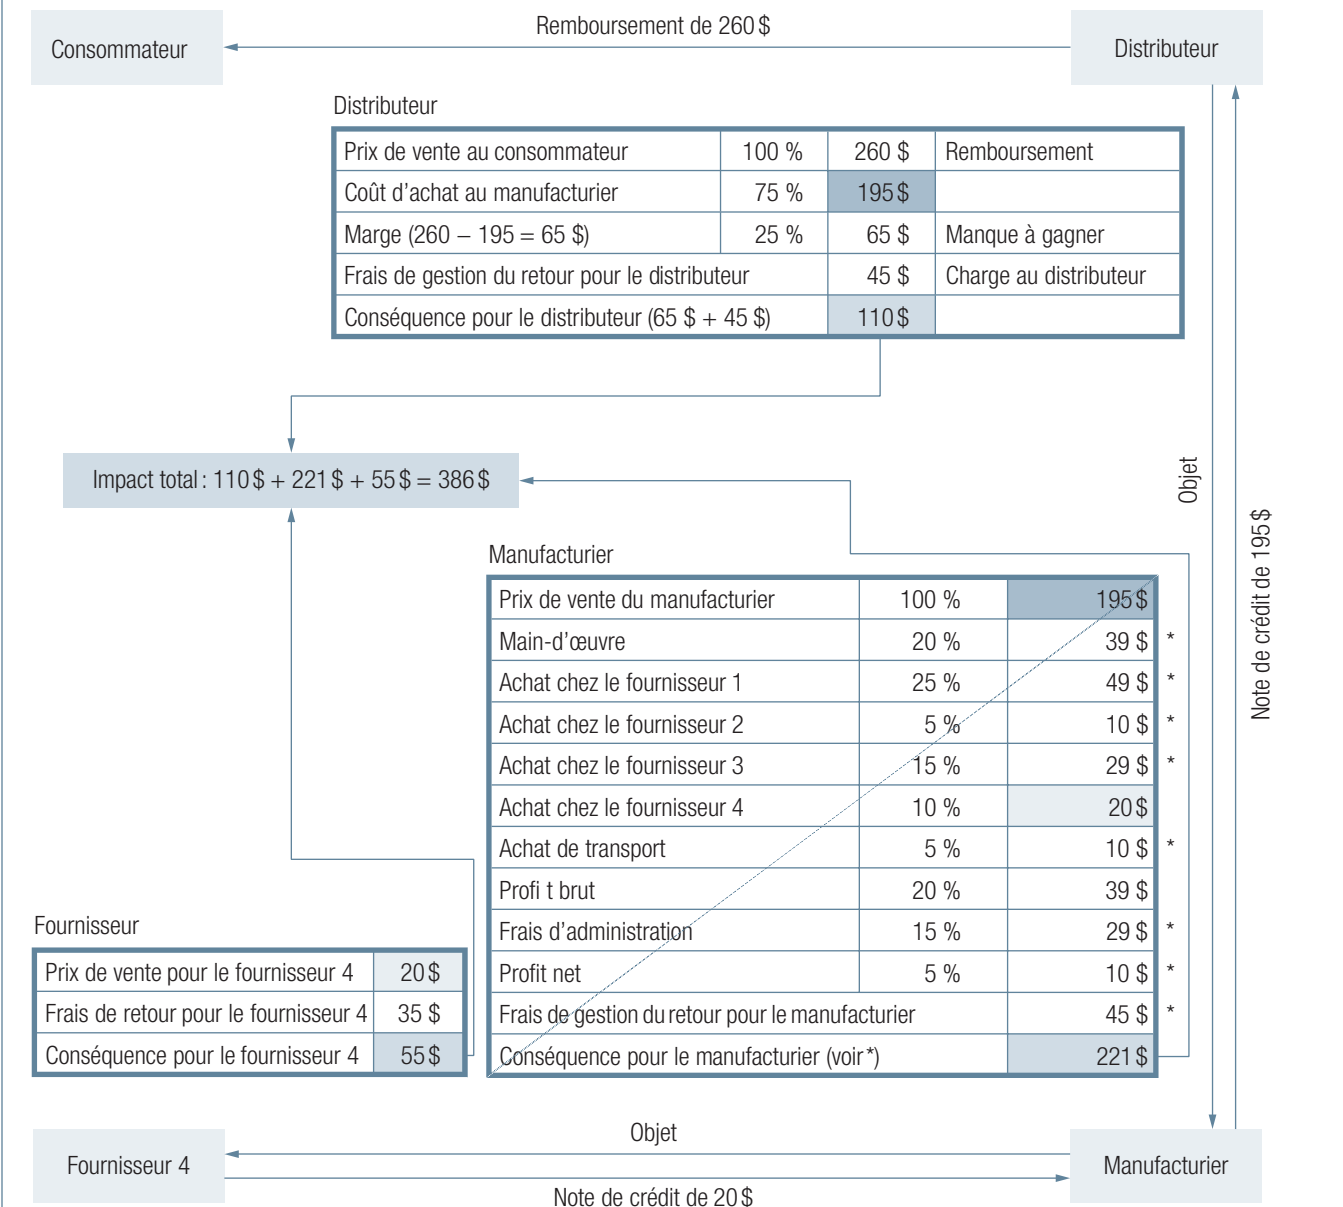 Remboursement de 260 $
Consommateur
Distributeur
Distributeur
Prix de vente au consommateur 100 % 260 $ Remboursement
Coût d’achat au manufacturier 75 % 195 $
Marge (260 – 195 = 65 $) 25 % 65 $ Manque à gagner
Frais de gestion du retour pour le distributeur 45 $ Charge au distributeur
Conséquence pour le distributeur (65 $ + 45 $) 110 $
Impact total : 110 $ + 221 $ + 55 $ = 386 $
Objet
Note de crédit de 195 $
Manufacturier
Prix de vente du manufacturier 100 % 195 $
Main-d’œuvre 20 % 39 $ *
Achat chez le fournisseur 1 25 % 49 $ *
Achat chez le fournisseur 2 5 % 10 $ *
Achat chez le fournisseur 3 15 % 29 $ *
Achat chez le fournisseur 4 10 % 20 $
Achat de transport 5 % 10 $ *
Profi t brut 20 % 39 $
Frais d’administration 15 % 29 $ *
Profit net 5 % 10 $ *
Frais de gestion du retour pour le manufacturier 45 $ *
Conséquence pour le manufacturier (voir *) 221 $
Fournisseur
Prix de vente pour le fournisseur 4 20 $
Frais de retour pour le fournisseur 4 35 $
Conséquence pour le fournisseur 4 55 $
Objet
Fournisseur 4
Manufacturier
Note de crédit de 20 $